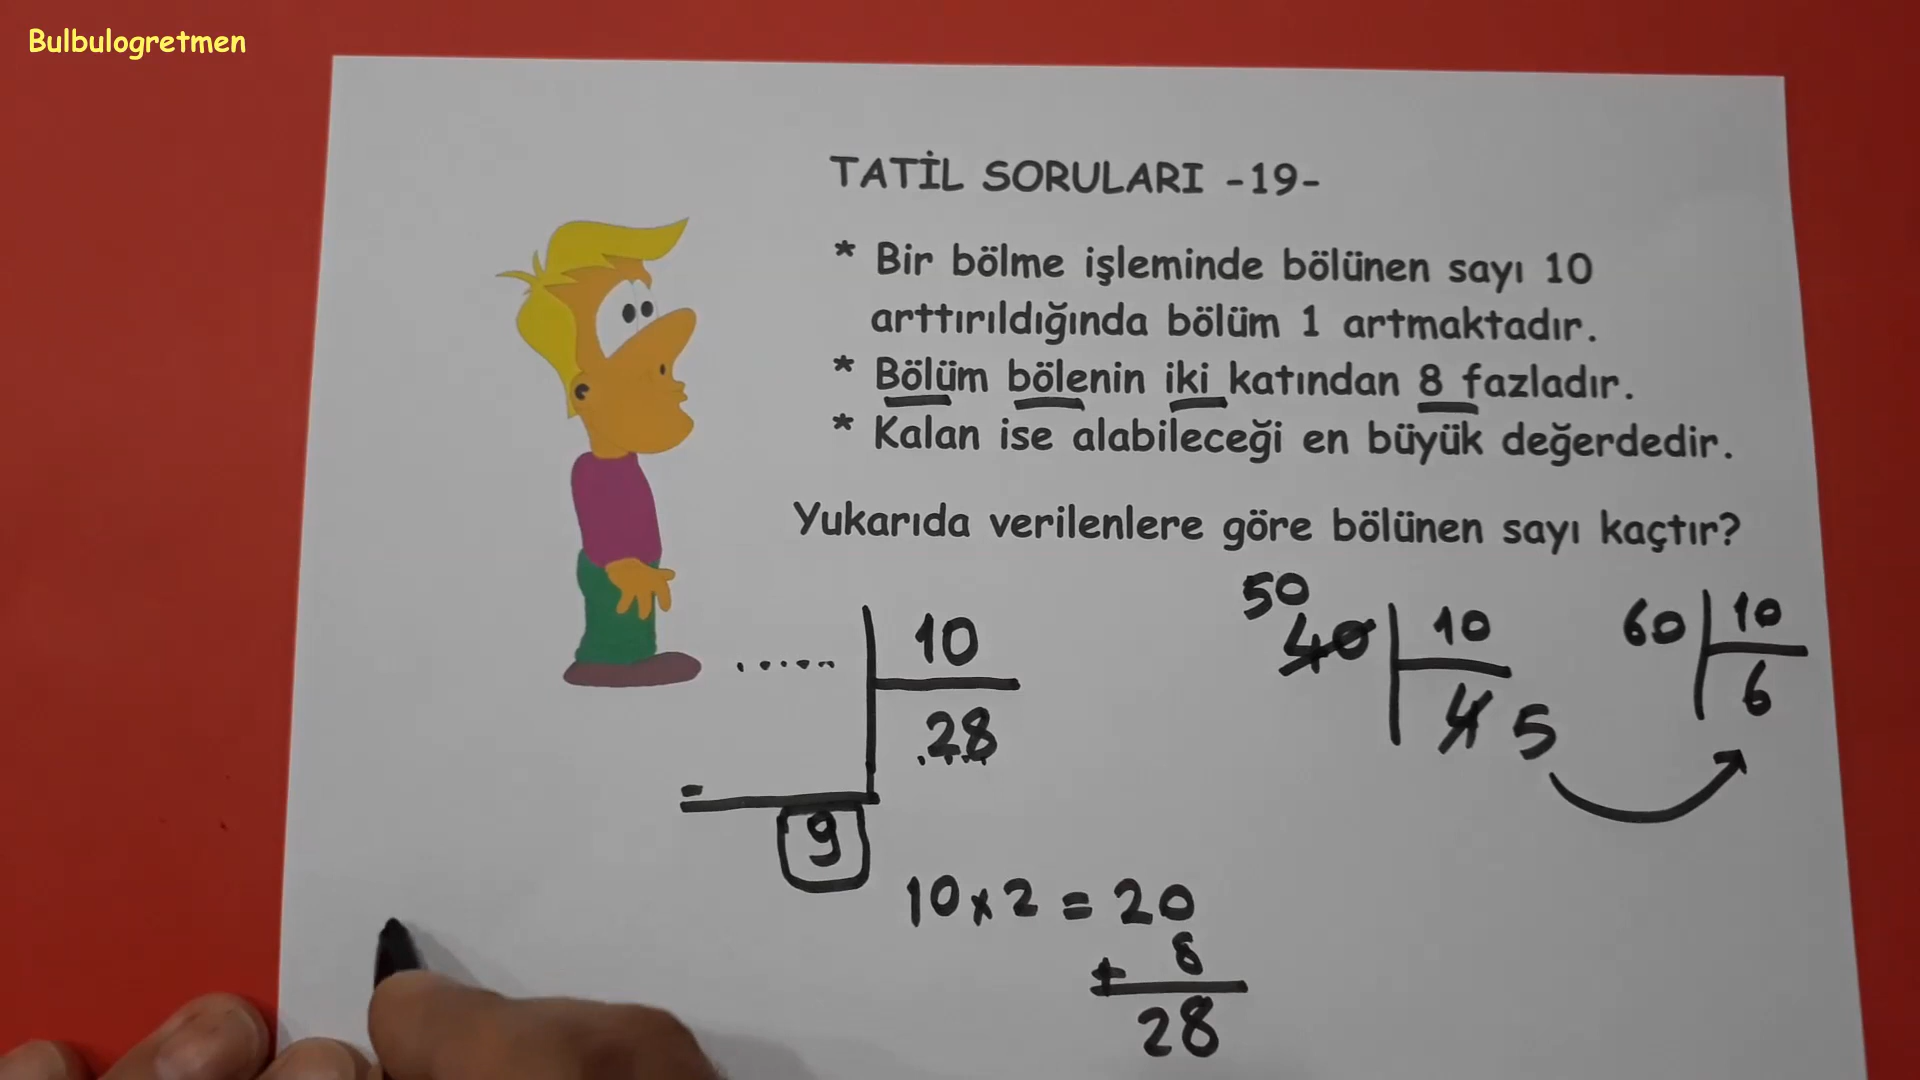 Bulbulogretmen
TATİL SORULARI -19-
* Bir bölme işleminde bölünen sayı 10
arttırıldığında bölüm 1 artmaktadır.
* Bölüm bölenin iki katından 8 fazladır.
* Kalan ise alabileceği en büyük değerdedir.
Yukarıda verilenlere göre bölünen sayı kaçtır?
..... 10
28
-
9
50
40 10
4 5
60 10
6
10 x 2 = 20
+ 8
28